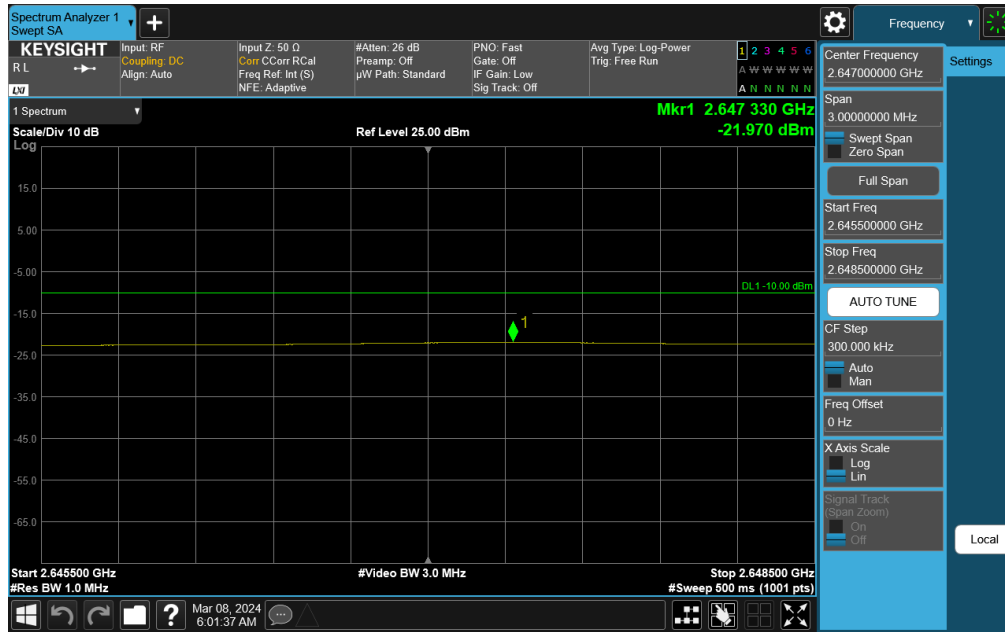 Spectrum Analyzer 1
Swept SA
Frequency
KEYSIGHT
R L
LXI
Input: RF
Coupling: DC
Align: Auto
Input Z: 50 Ω
Corr CCorr RCal
Freq Ref: Int (S)
NFE: Adaptive
#Atten: 26 dB
Preamp: Off
µW Path: Standard
PNO: Fast
Gate: Off
IF Gain: Low
Sig Track: Off
Avg Type: Log-Power
Trig: Free Run
1 2 3 4 5 6
A W W W W W
A N N N N N
1 Spectrum
Scale/Div 10 dB
Log
Ref Level 25.00 dBm
Mkr1 2.647 330 GHz
-21.970 dBm
15.0
5.00
-5.00
-15.0
-25.0
-35.0
-45.0
-55.0
-65.0
DL1 -10.00 dBm
1
Start 2.645500 GHz
#Res BW 1.0 MHz
#Video BW 3.0 MHz
Stop 2.648500 GHz
#Sweep 500 ms (1001 pts)
Center Frequency
2.647000000 GHz
Span
3.00000000 MHz
Swept Span
Zero Span
Full Span
Start Freq
2.645500000 GHz
Stop Freq
2.648500000 GHz
AUTO TUNE
CF Step
300.000 kHz
Auto
Man
Freq Offset
0 Hz
X Axis Scale
Log
Lin
Signal Track
(Span Zoom)
On
Off
Settings
Local
?
Mar 08, 2024
6:01:37 AM